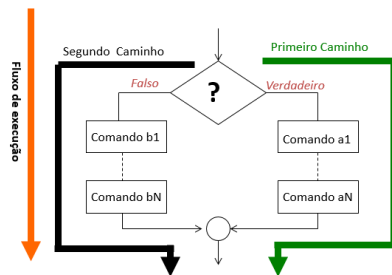 Segundo Caminho
Primeiro Caminho
Falso
?
Verdadeiro
Fluxo de execução
Comando b1
Comando a1
Comando bN
Comando aN